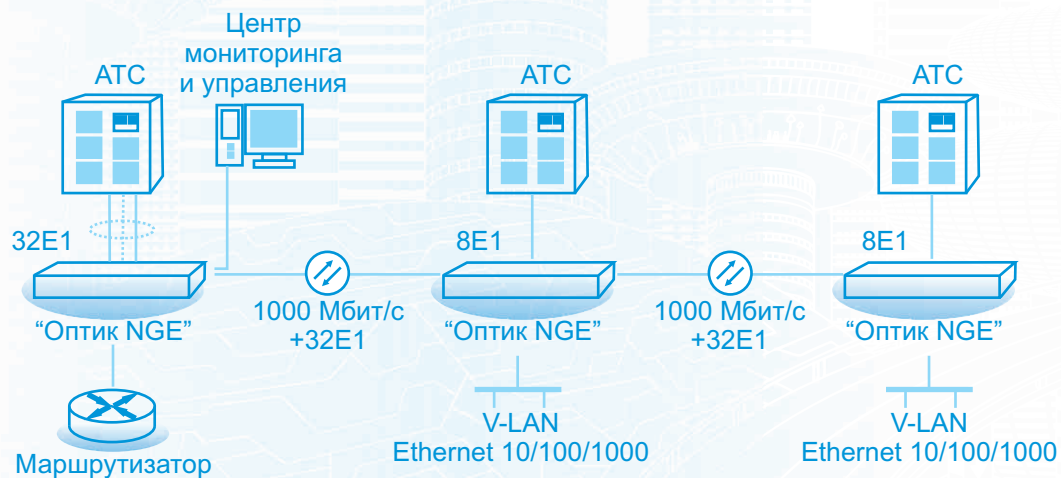 Центр
мониторинга
и управления
АТС
АТС
АТС
32E1
8E1
8E1
1000 Мбит/с
+32E1
1000 Мбит/с
+32E1
“Оптик NGE”
“Оптик NGE”
“Оптик NGE”
V-LAN
Ethernet 10/100/1000
V-LAN
Ethernet 10/100/1000
Маршрутизатор